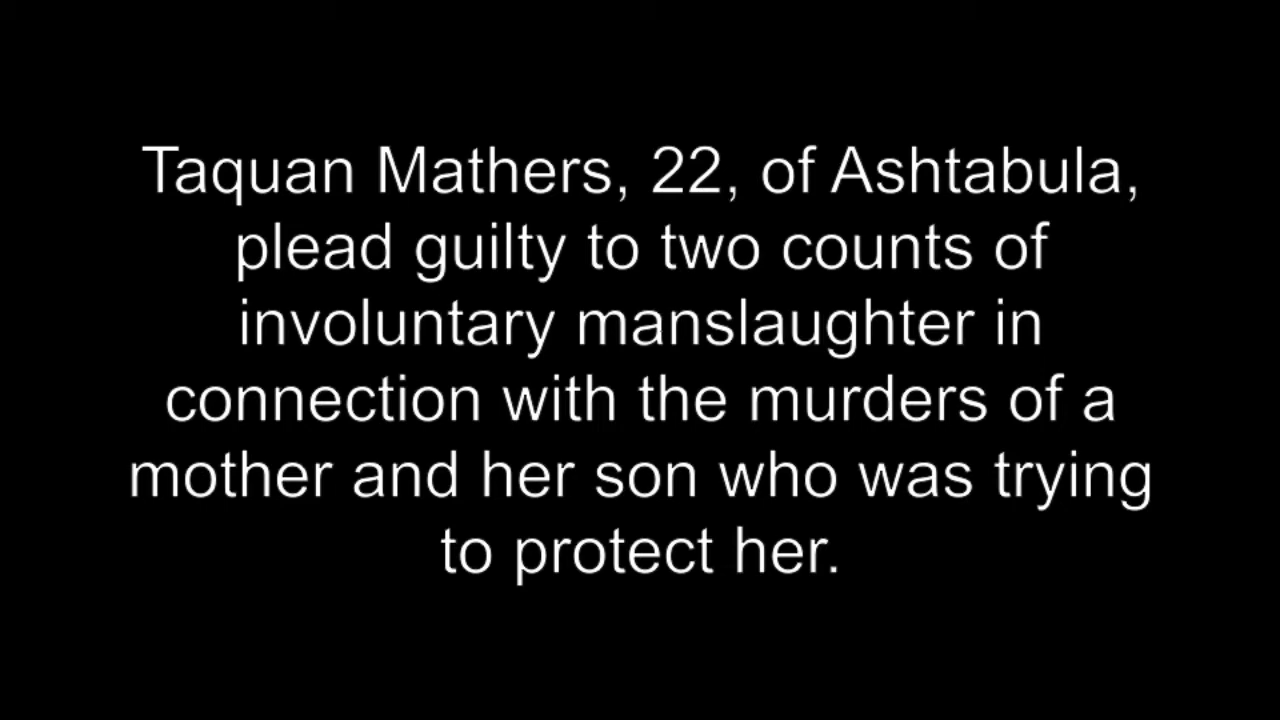 Taquan Mathers, 22, of Ashtabula,
plead guilty to two counts of
involuntary manslaughter in
connection with the murders of a
mother and her son who was trying
to protect her.